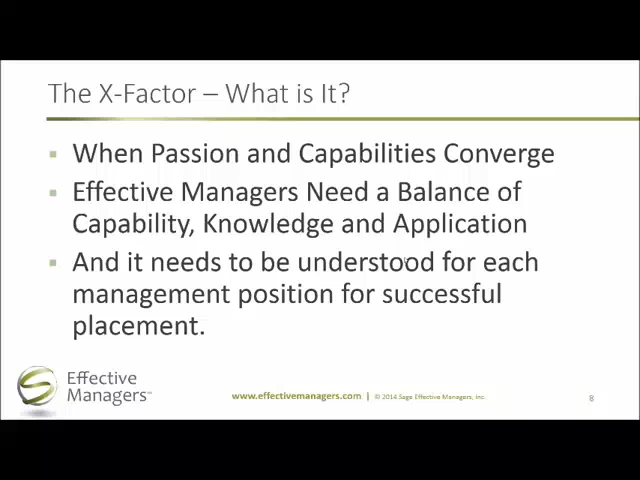 The X-Factor – What is It?
▪ When Passion and Capabilities Converge
▪ Effective Managers Need a Balance of
Capability, Knowledge and Application
▪ And it needs to be understood for each
management position for successful
placement.
Effective
Managers™
www.effectivemanagers.com | © 2014 Sage Effective Managers, Inc.
8